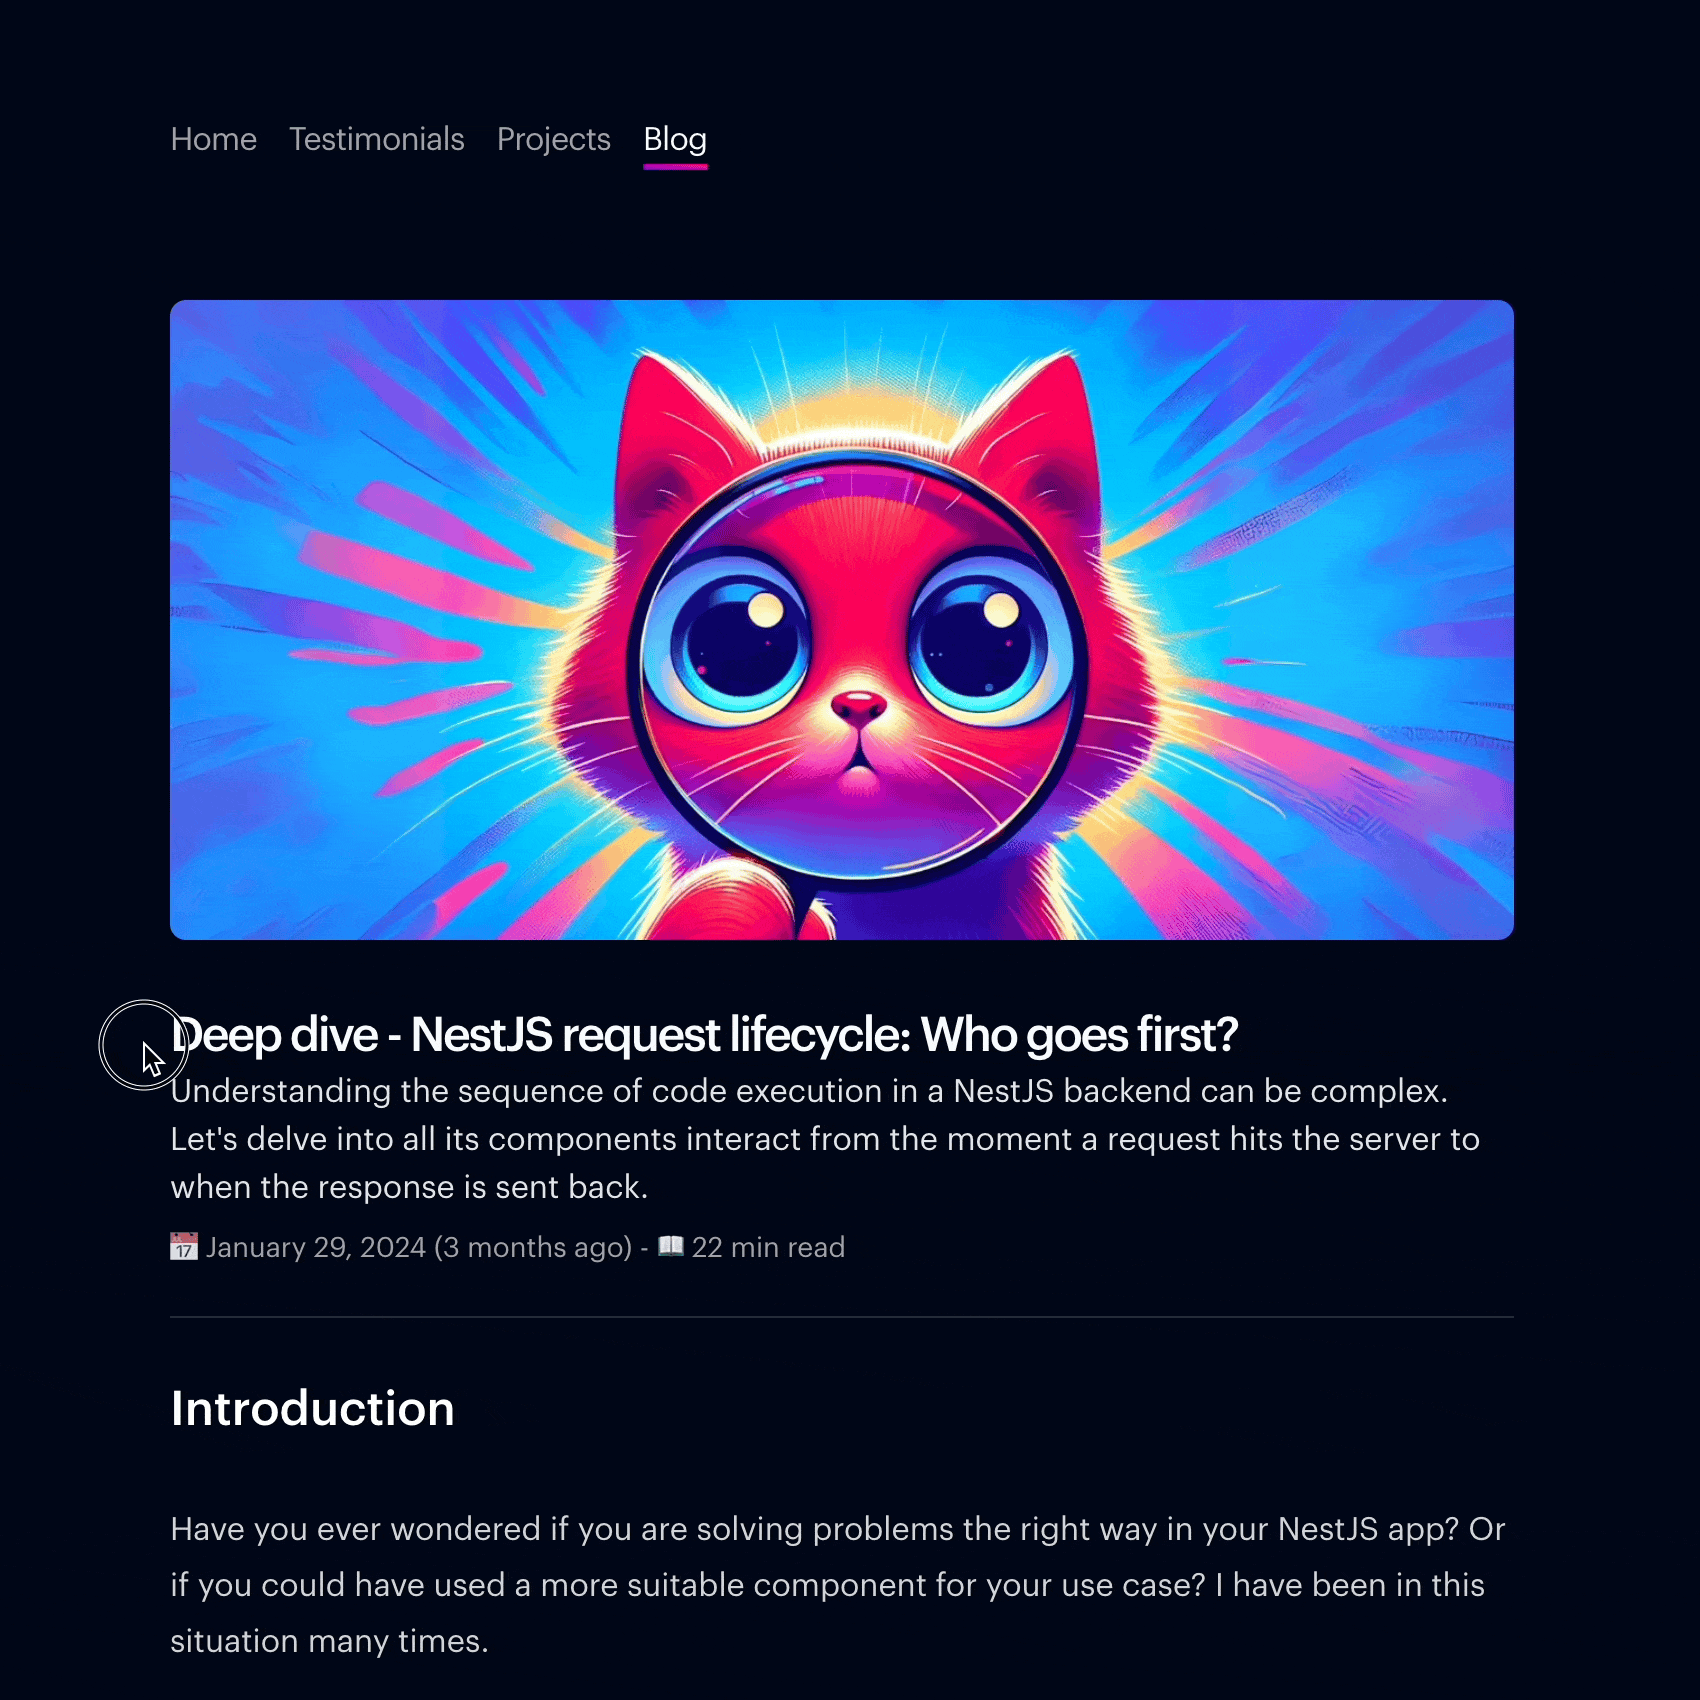 Home Testimonials Projects Blog
Deep dive - NestJS request lifecycle: Who goes first?
Understanding the sequence of code execution in a NestJS backend can be complex.
Let's delve into all its components interact from the moment a request hits the server to
when the response is sent back.
📅 January 29, 2024 (3 months ago) - 📖 22 min read
Introduction
Have you ever wondered if you are solving problems the right way in your NestJS app? Or
if you could have used a more suitable component for your use case? I have been in this
situation many times.